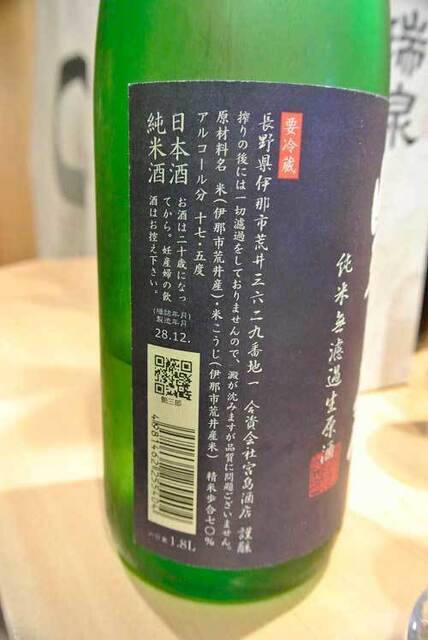 瑞泉
純米無濾過生原酒
要冷蔵
長野県伊那市荒井三六二九番地一 合資会社宮島酒店 謹醸
搾りの後には一切濾過をしておりませんので、澱が沈みますが品質に問題ございません。
原材料名 米(伊那市荒井産)・米こうじ(伊那市荒井産米) 精米歩合七〇%
アルコール分 十七・五度
日本酒
純米酒
お酒は二十歳になっ
てから。妊産婦の飲
酒はお控え下さい。
28.12.
艶三郎
1.8L